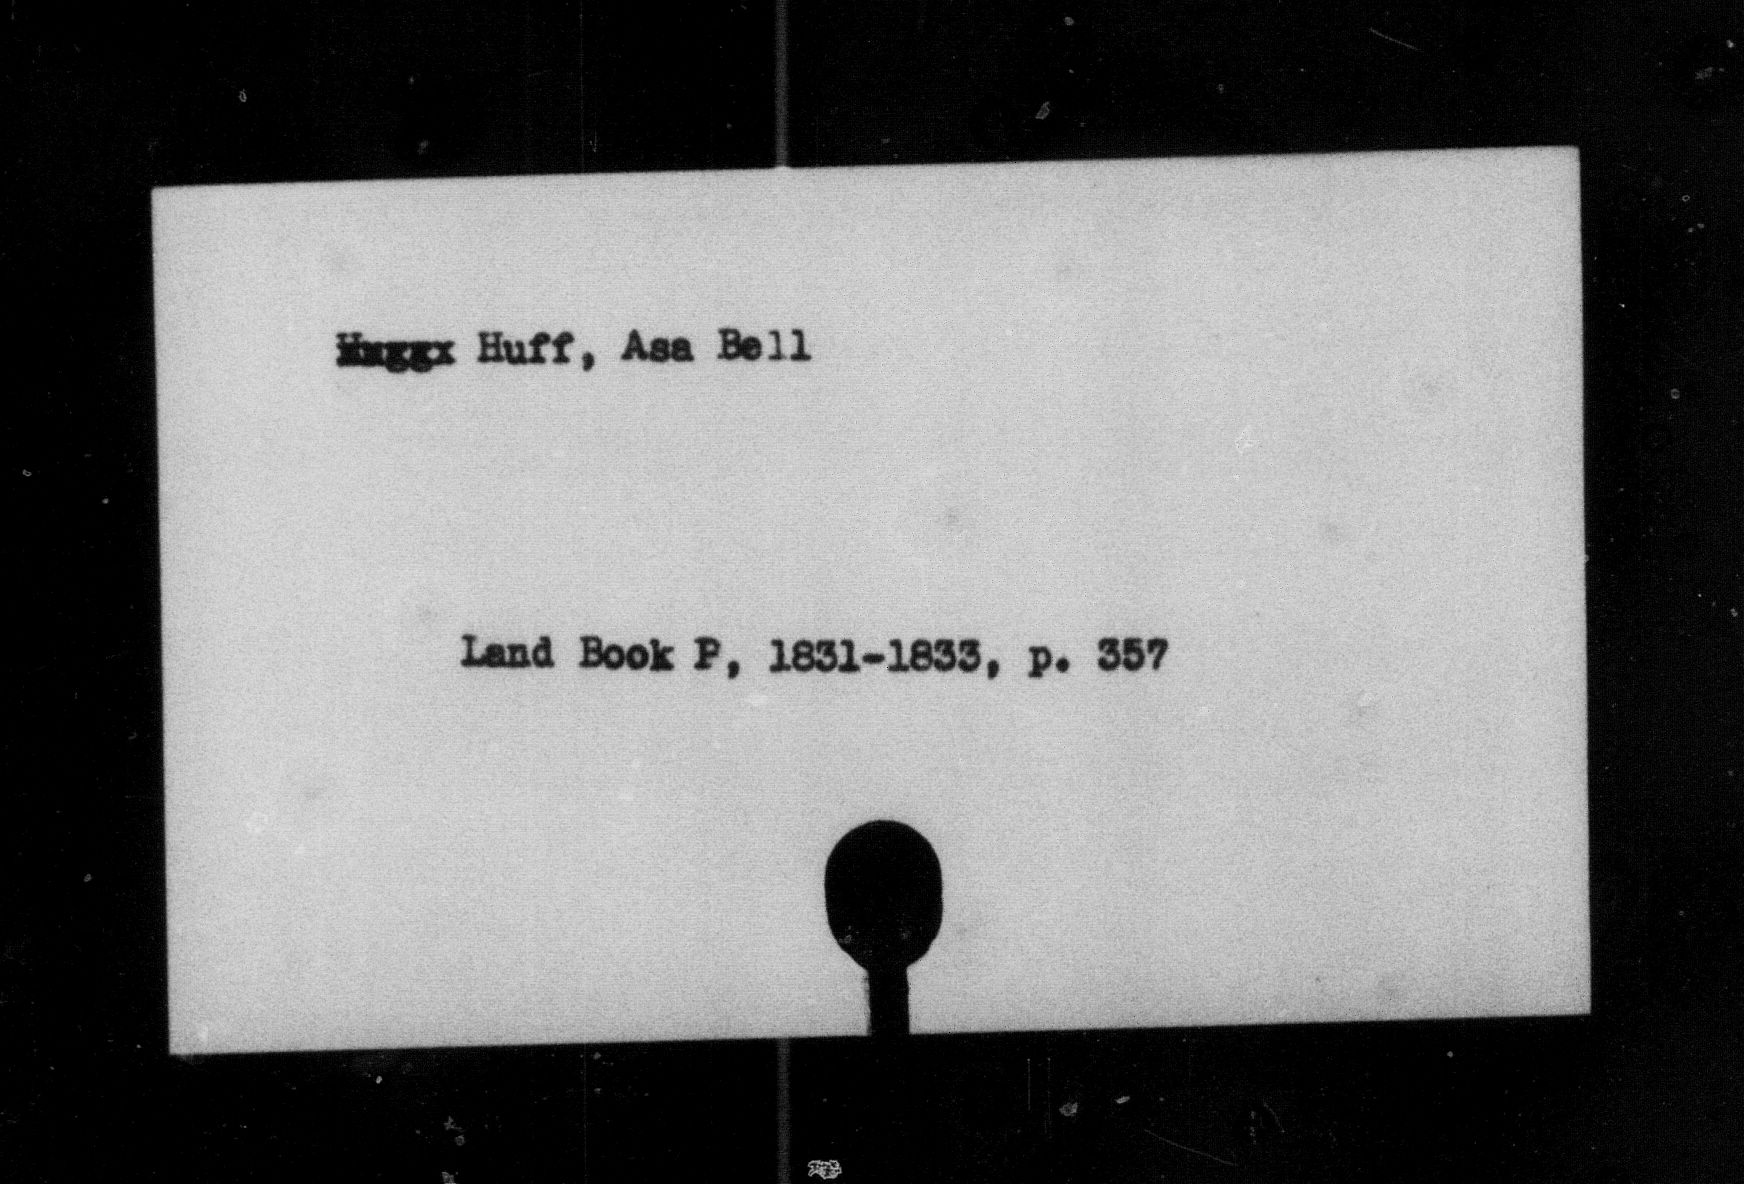 Huff, Asa Bell
Land Book P, 1831-1833, p. 357